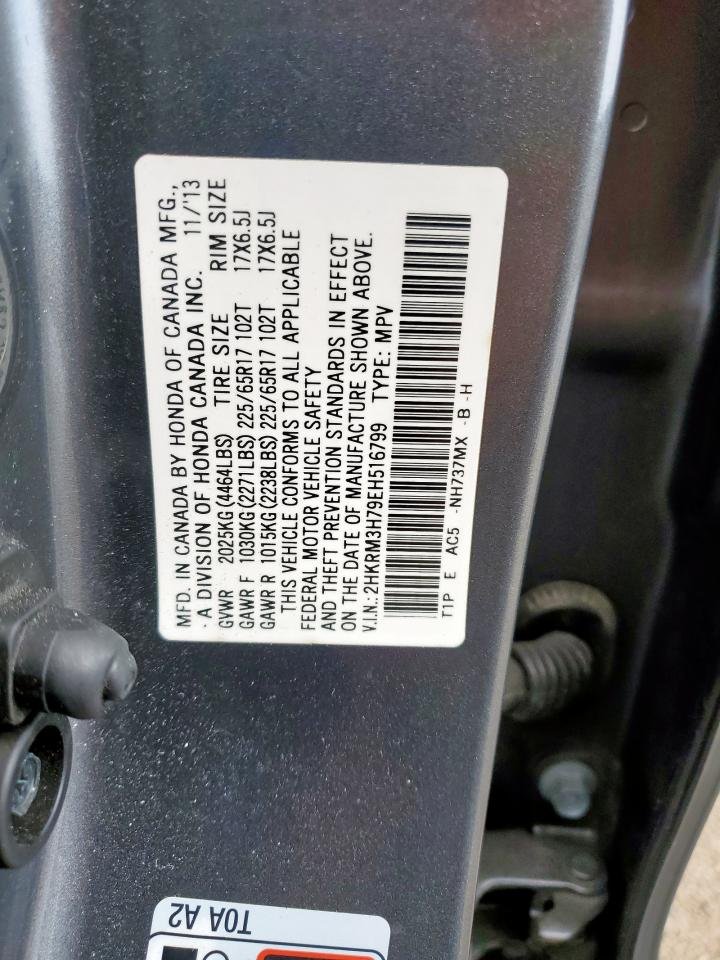 MFD. IN CANADA BY HONDA OF CANADA MFG.,
·A DIVISION OF HONDA CANADA INC. 11/'13
GVWR 2025KG(4464LBS) TIRE SIZE RIM SIZE
GAWR F 1030KG(2271LBS) 225/65R17 102T 17X6.5J
GAWR R 1015KG(2238LBS) 225/65R17 102T 17X6.5J
THIS VEHICLE CONFORMS TO ALL APPLICABLE
FEDERAL MOTOR VEHICLE SAFETY
AND THEFT PREVENTION STANDARDS IN EFFECT
ON THE DATE OF MANUFACTURE SHOWN ABOVE.
V.I.N.:2HKRM3H79EH516799 TYPE: MPV
T1P E AC5 -NH737MX -B -H
T0A A2